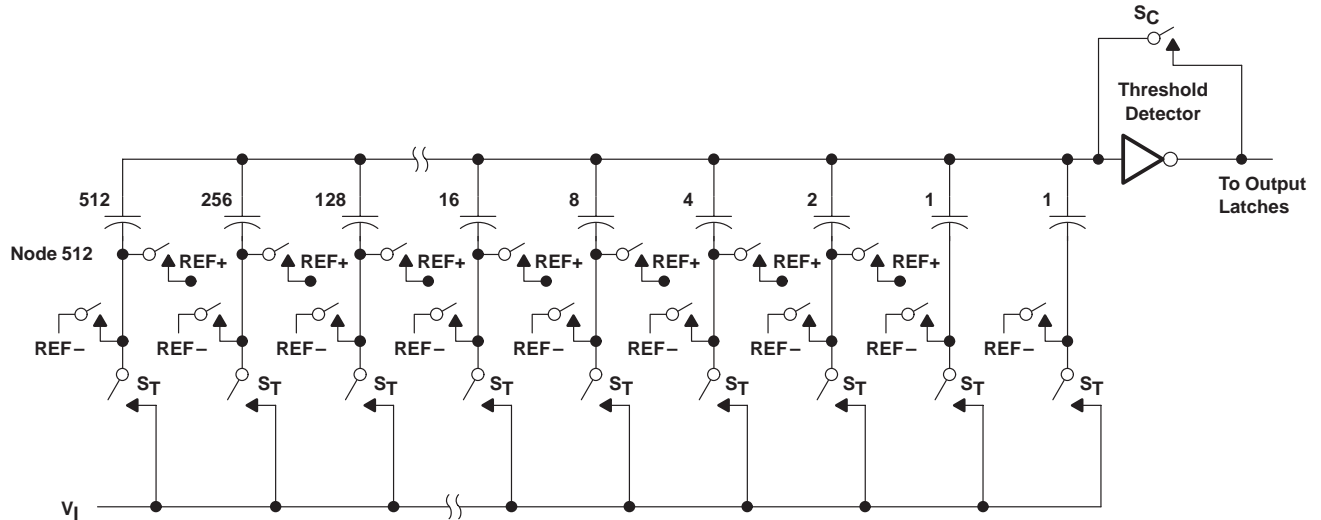 SC
Threshold
Detector
To Output
Latches
512 256 128 16 8 4 2 1 1
Node 512 REF+ REF+ REF+ REF+ REF+ REF+ REF+
REF– REF– REF– REF– REF– REF– REF– REF– REF–
ST ST ST ST ST ST ST ST ST
VI